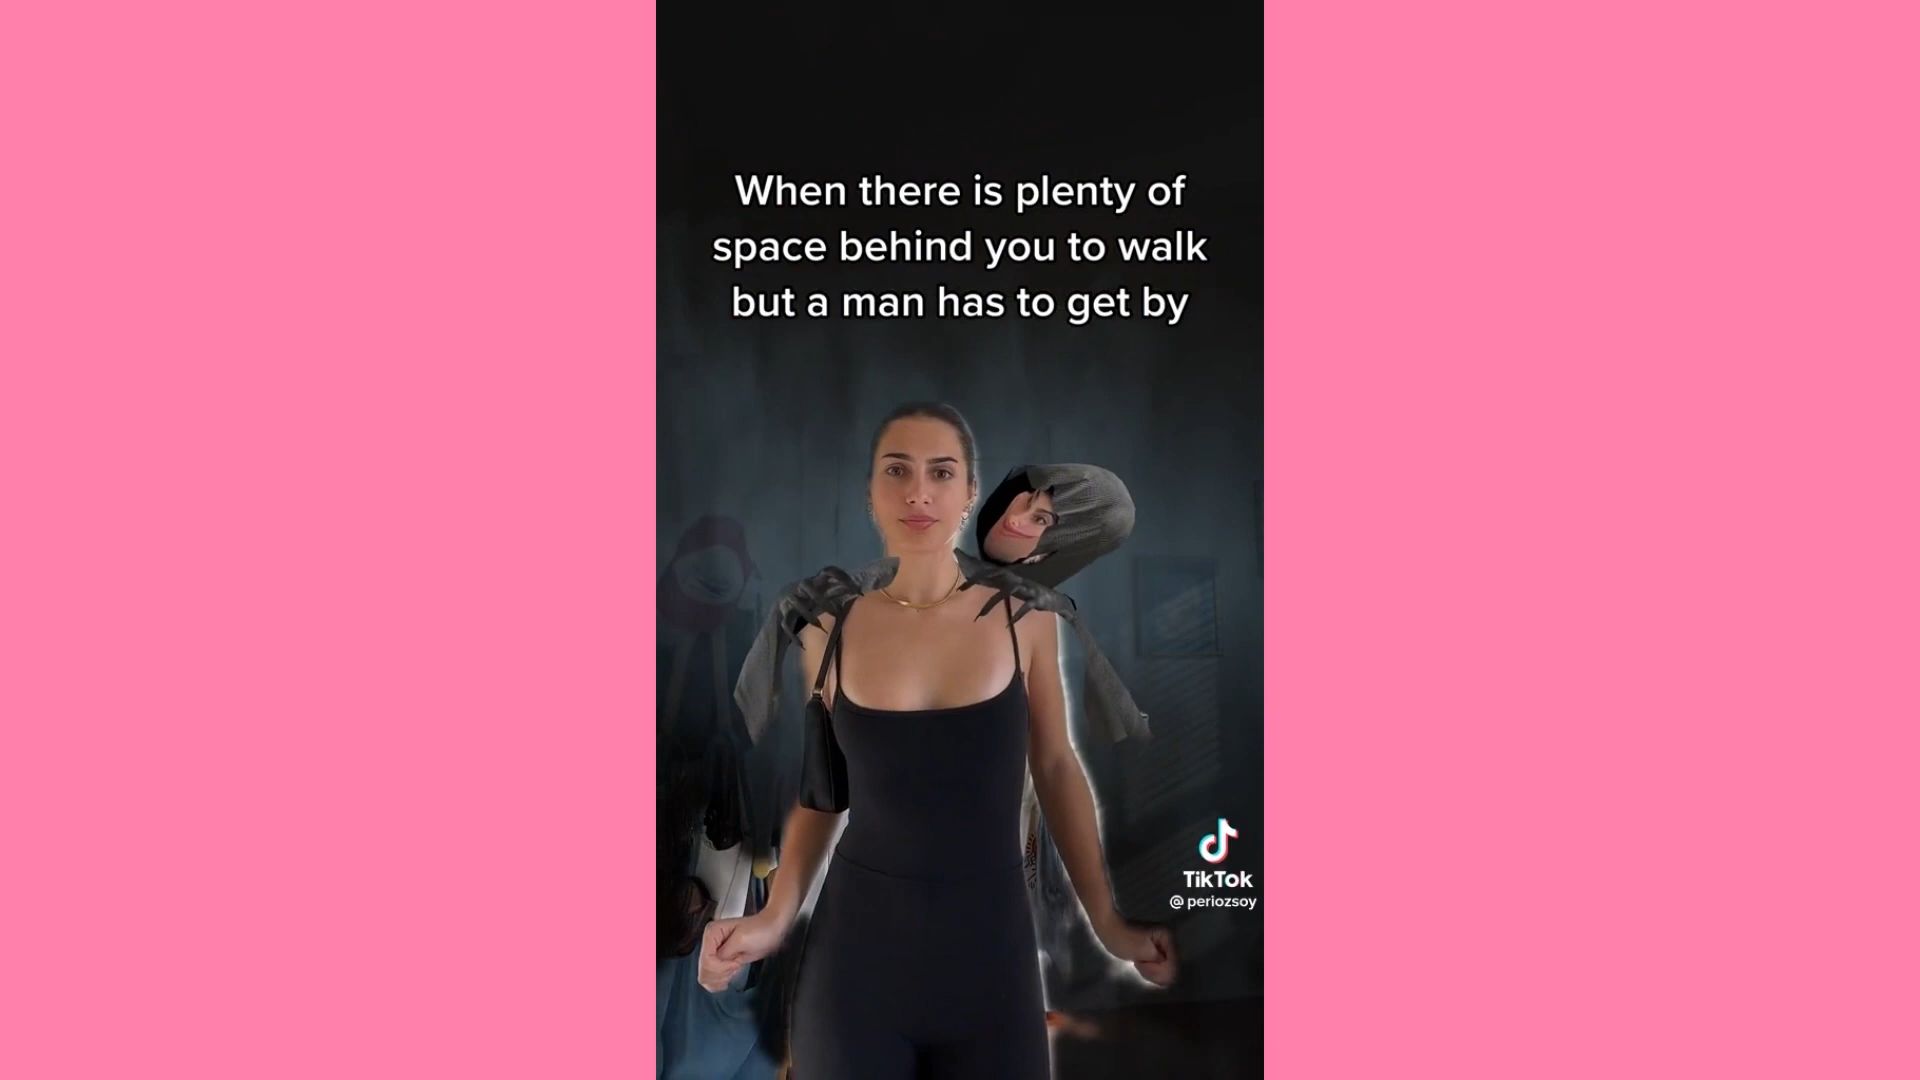 When there is plenty of
space behind you to walk
but a man has to get by
TikTok
@periozsoy